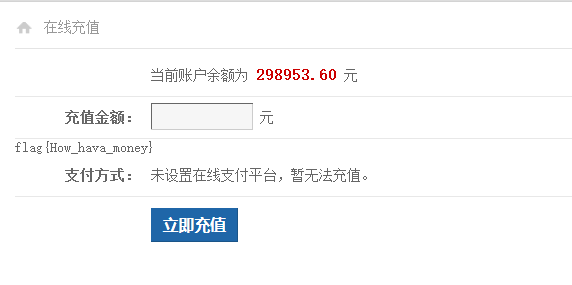 在线充值
当前账户余额为 298953.60 元
充值金额： 元
flag{How_hava_money}
支付方式： 未设置在线支付平台，暂无法充值。
立即充值